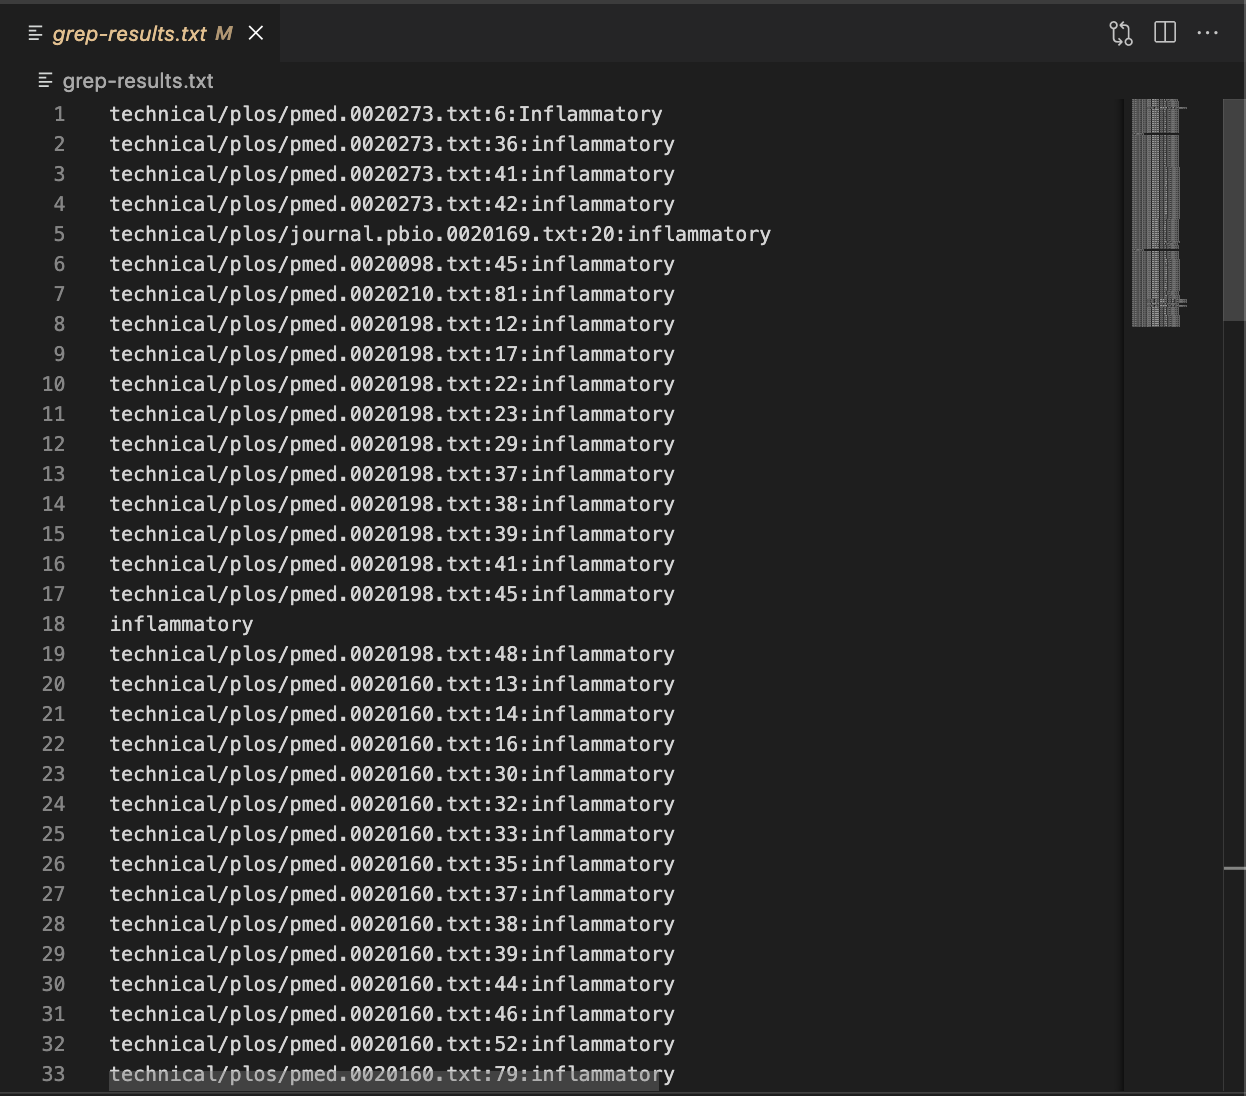 grep-results.txt M
grep-results.txt
1 technical/plos/pmed.0020273.txt:6:Inflammatory
2 technical/plos/pmed.0020273.txt:36:inflammatory
3 technical/plos/pmed.0020273.txt:41:inflammatory
4 technical/plos/pmed.0020273.txt:42:inflammatory
5 technical/plos/journal.pbio.0020169.txt:20:inflammatory
6 technical/plos/pmed.0020098.txt:45:inflammatory
7 technical/plos/pmed.0020210.txt:81:inflammatory
8 technical/plos/pmed.0020198.txt:12:inflammatory
9 technical/plos/pmed.0020198.txt:17:inflammatory
10 technical/plos/pmed.0020198.txt:22:inflammatory
11 technical/plos/pmed.0020198.txt:23:inflammatory
12 technical/plos/pmed.0020198.txt:29:inflammatory
13 technical/plos/pmed.0020198.txt:37:inflammatory
14 technical/plos/pmed.0020198.txt:38:inflammatory
15 technical/plos/pmed.0020198.txt:39:inflammatory
16 technical/plos/pmed.0020198.txt:41:inflammatory
17 technical/plos/pmed.0020198.txt:45:inflammatory
18 inflammatory
19 technical/plos/pmed.0020198.txt:48:inflammatory
20 technical/plos/pmed.0020160.txt:13:inflammatory
21 technical/plos/pmed.0020160.txt:14:inflammatory
22 technical/plos/pmed.0020160.txt:16:inflammatory
23 technical/plos/pmed.0020160.txt:30:inflammatory
24 technical/plos/pmed.0020160.txt:32:inflammatory
25 technical/plos/pmed.0020160.txt:33:inflammatory
26 technical/plos/pmed.0020160.txt:35:inflammatory
27 technical/plos/pmed.0020160.txt:37:inflammatory
28 technical/plos/pmed.0020160.txt:38:inflammatory
29 technical/plos/pmed.0020160.txt:39:inflammatory
30 technical/plos/pmed.0020160.txt:44:inflammatory
31 technical/plos/pmed.0020160.txt:46:inflammatory
32 technical/plos/pmed.0020160.txt:52:inflammatory
33 technical/plos/pmed.0020160.txt:79:inflammatory